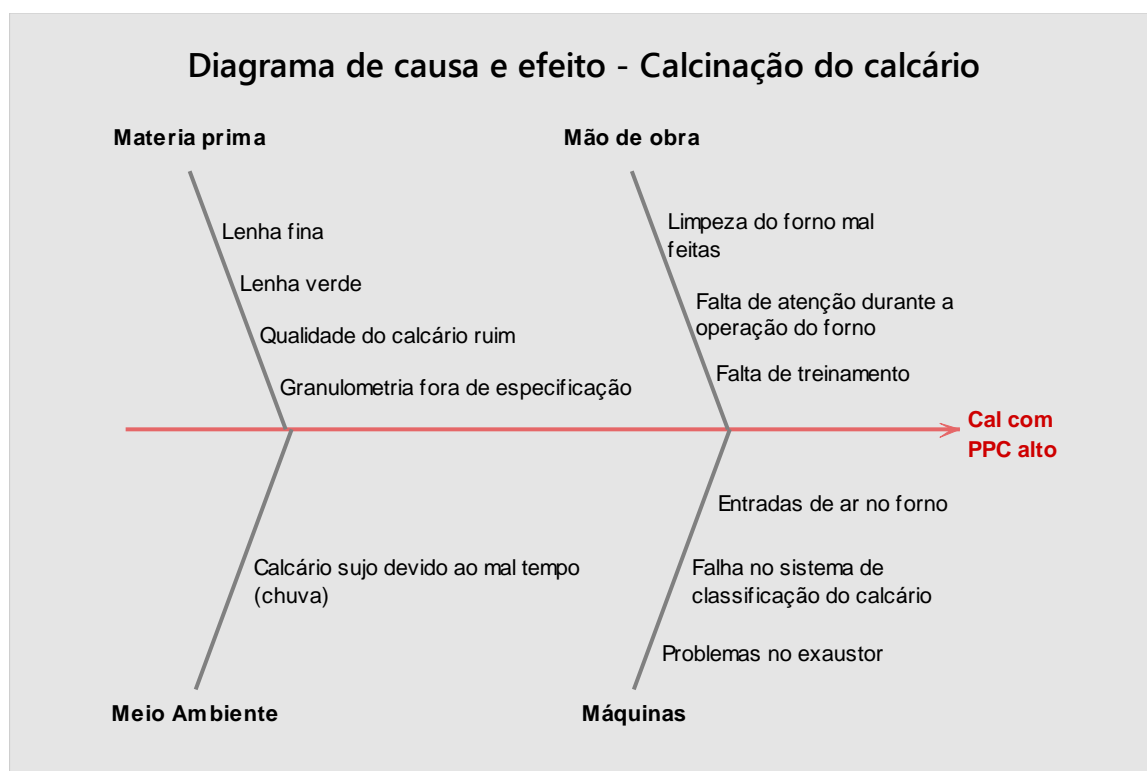 Diagrama de causa e efeito - Calcinação do calcário
Materia prima
Mão de obra
Lenha fina
Lenha verde
Qualidade do calcário ruim
Granulometria fora de especificação
Limpeza do forno mal
feitas
Falta de atenção durante a
operação do forno
Falta de treinamento
Cal com
PPC alto
Calcário sujo devido ao mal tempo
(chuva)
Entradas de ar no forno
Falha no sistema de
classificação do calcário
Problemas no exaustor
Meio Ambiente
Máquinas